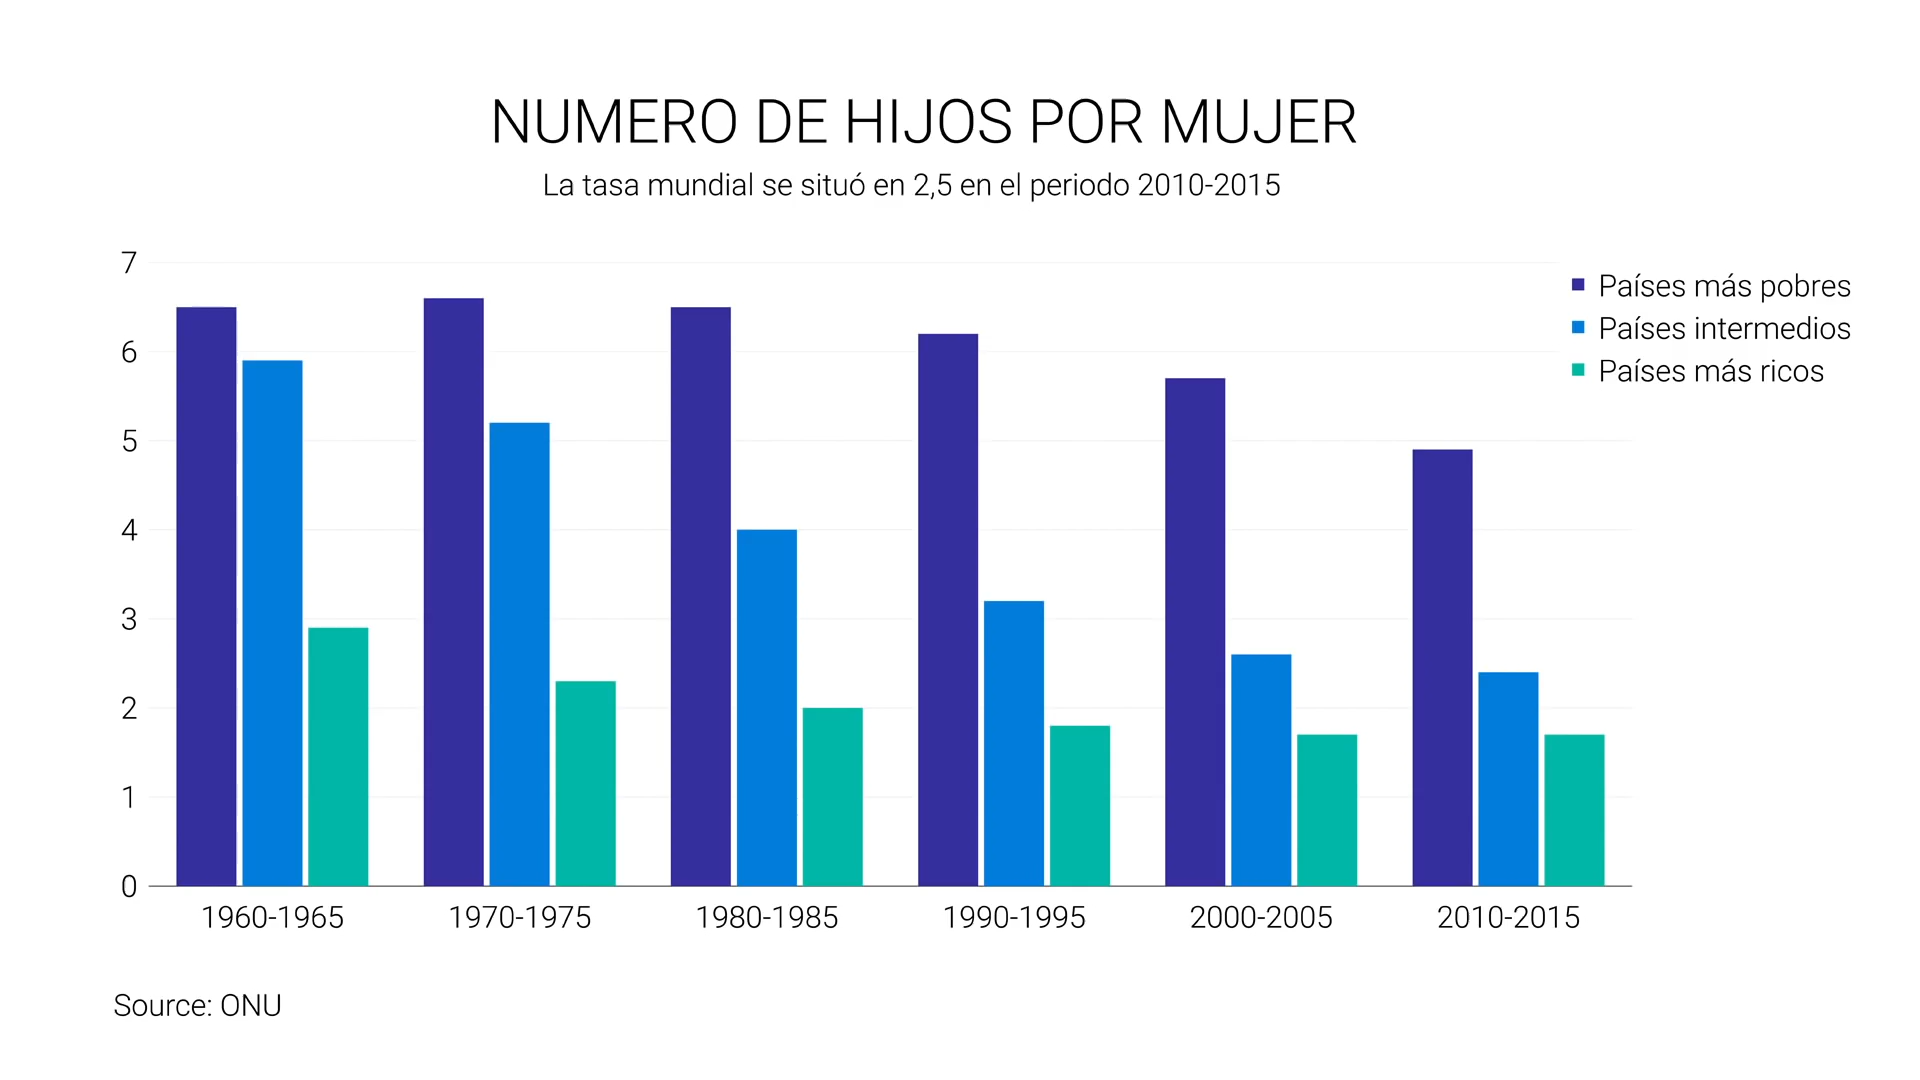 NUMERO DE HIJOS POR MUJER
La tasa mundial se situó en 2,5 en el periodo 2010-2015
7
6
5
4
3
2
1
0
Países más pobres
Países intermedios
Países más ricos
1960-1965
1970-1975
1980-1985
1990-1995
2000-2005
2010-2015
Source: ONU